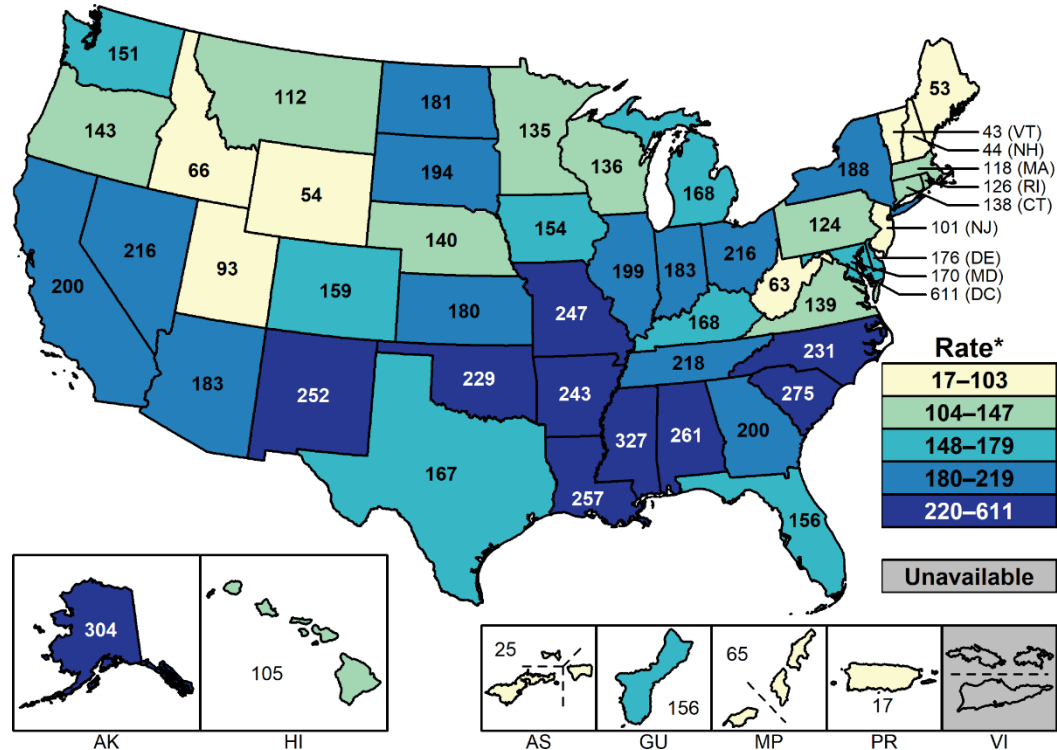 151
112
181
135
53
143
66
54
194
136
168
188
43 (VT)
44 (NH)
118 (MA)
126 (RI)
138 (CT)
101 (NJ)
176 (DE)
170 (MD)
611 (DC)
200
216
93
159
140
154
199
183
216
124
63
139
180
247
168
183
252
229
243
218
231
275
167
257
327
261
200
156
Rate*
17–103
104–147
148–179
180–219
220–611
Unavailable
304
105
25
156
65
17
AK
HI
AS
GU
MP
PR
VI